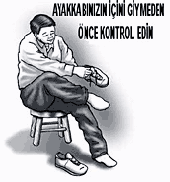 AYAKKABINIZIN İÇİNİ GİYMEDEN
ÖNCE KONTROL EDİN